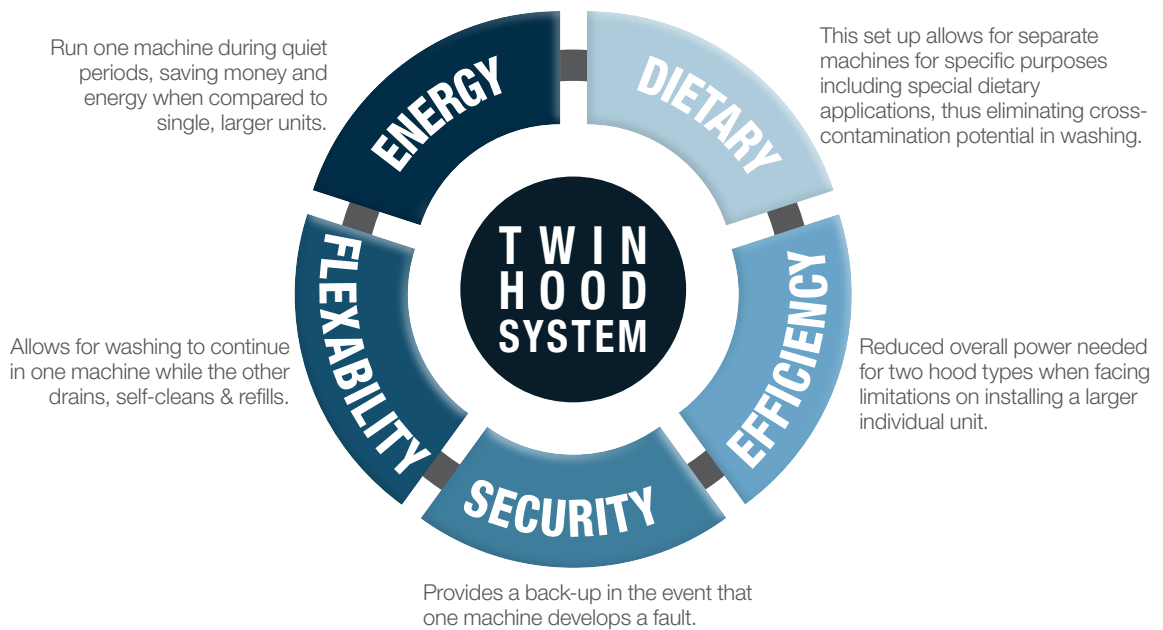 Run one machine during quiet
periods, saving money and
energy when compared to
single, larger units.
ENERGY
DIETARY
This set up allows for separate
machines for specific purposes
including special dietary
applications, thus eliminating cross-
contamination potential in washing.
TWIN
HOOD
SYSTEM
FLEXABILITY
Allows for washing to continue
in one machine while the other
drains, self-cleans & refills.
EFFICIENCY
Reduced overall power needed
for two hood types when facing
limitations on installing a larger
individual unit.
SECURITY
Provides a back-up in the event that
one machine develops a fault.